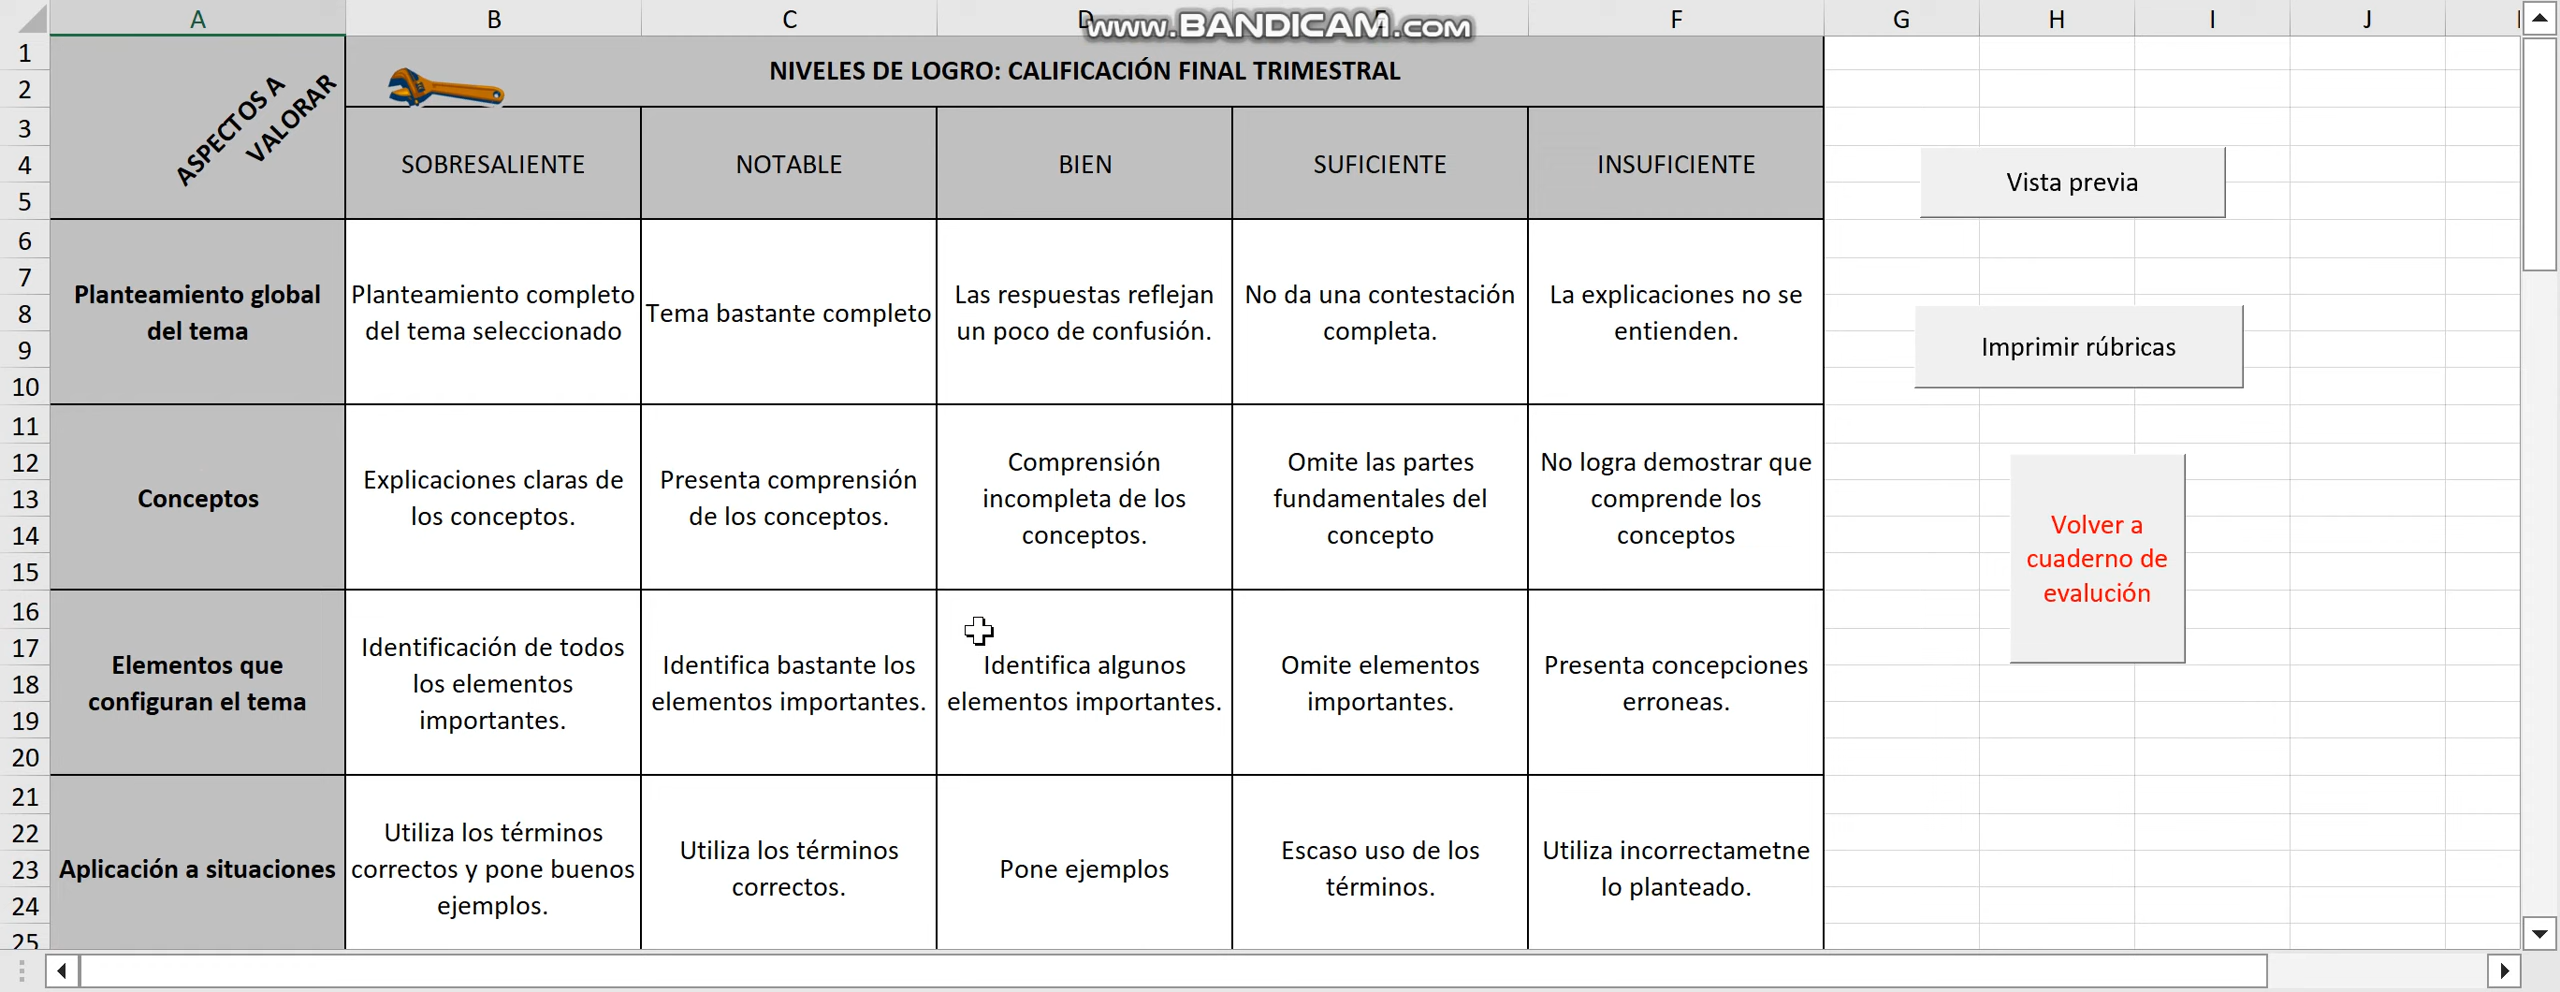 A B C D E F G H I J
www.BANDICAM.com
1
2
3
4
5
6
7
8
9
10
11
12
13
14
15
16
17
18
19
20
21
22
23
24
25
ASPECTOS A
VALORAR
NIVELES DE LOGRO: CALIFICACIÓN FINAL TRIMESTRAL
SOBRESALIENTE
NOTABLE
BIEN
SUFICIENTE
INSUFICIENTE
Planteamiento global
del tema
Planteamiento completo
del tema seleccionado
Tema bastante completo
Las respuestas reflejan
un poco de confusión.
No da una contestación
completa.
La explicaciones no se
entienden.
Conceptos
Explicaciones claras de
los conceptos.
Presenta comprensión
de los conceptos.
Comprensión
incompleta de los
conceptos.
Omite las partes
fundamentales del
concepto
No logra demostrar que
comprende los
conceptos
Elementos que
configuran el tema
Identificación de todos
los elementos
importantes.
Identifica bastante los
elementos importantes.
Identifica algunos
elementos importantes.
Omite elementos
importantes.
Presenta concepciones
erroneas.
Aplicación a situaciones
Utiliza los términos
correctos y pone buenos
ejemplos.
Utiliza los términos
correctos.
Pone ejemplos
Escaso uso de los
términos.
Utiliza incorrectametne
lo planteado.
Vista previa
Imprimir rúbricas
Volver a
cuaderno de
evalución